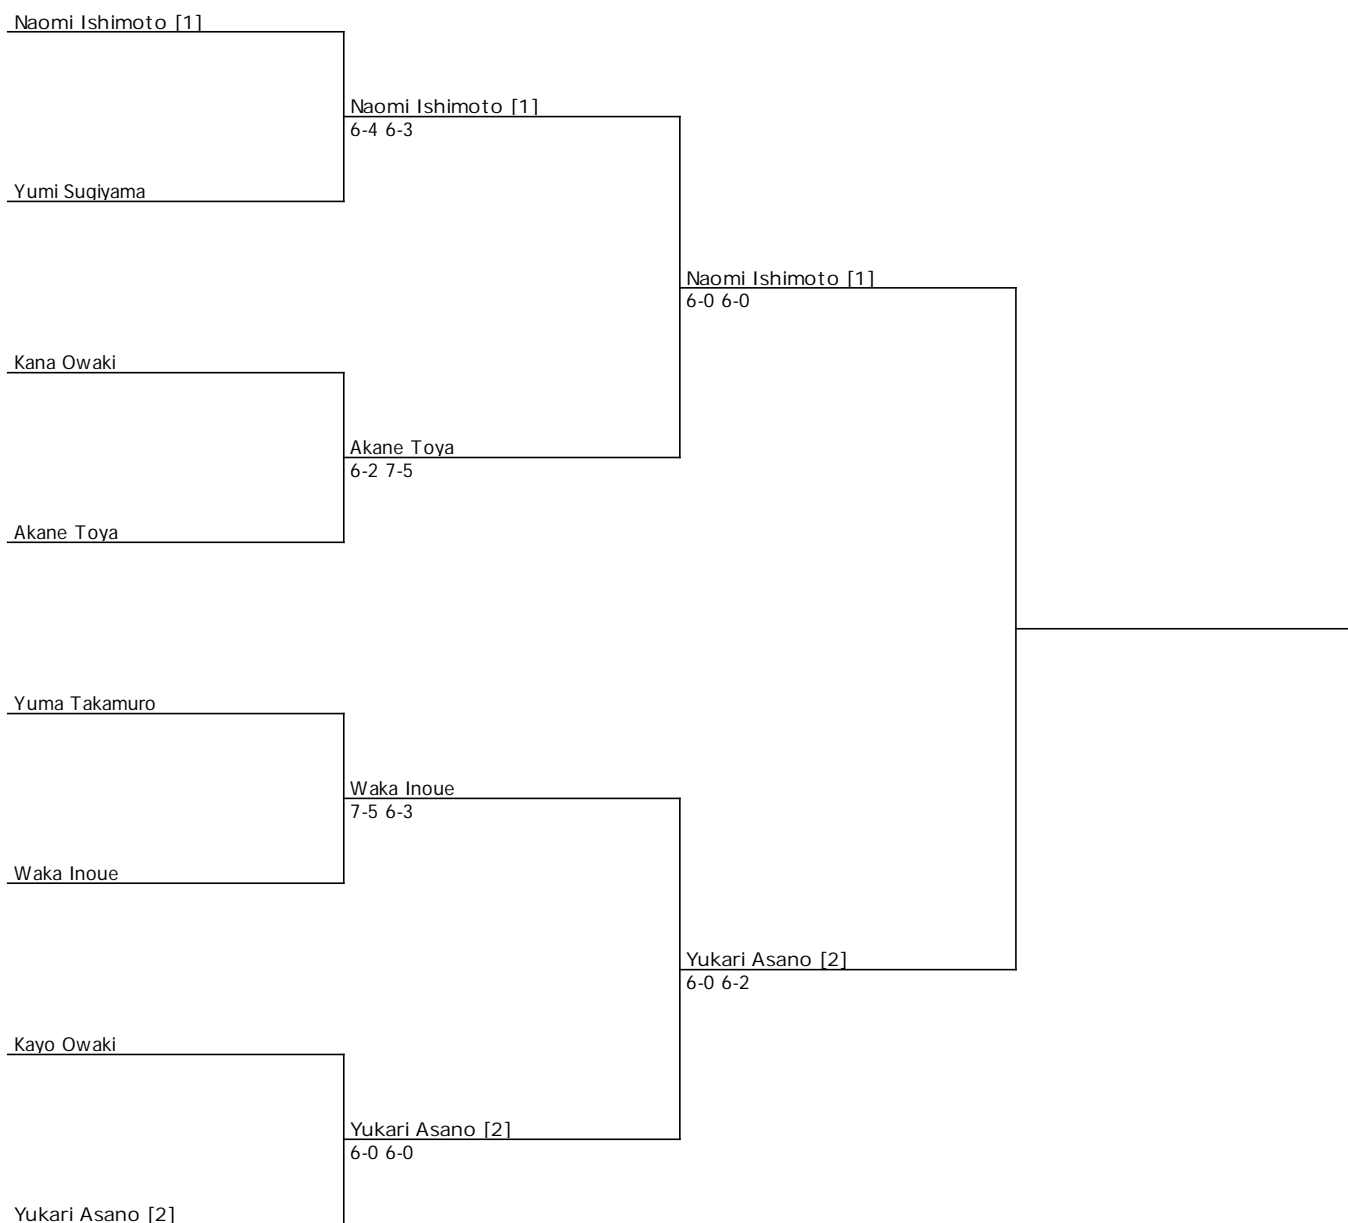 Naomi Ishimoto [1]
Naomi Ishimoto [1]
6-4 6-3
Yumi Sugiyama
Naomi Ishimoto [1]
6-0 6-0
Kana Owaki
Akane Toya
6-2 7-5
Akane Toya
Yuma Takamuro
Waka Inoue
7-5 6-3
Waka Inoue
Yukari Asano [2]
6-0 6-2
Kayo Owaki
Yukari Asano [2]
6-0 6-0
Yukari Asano [2]